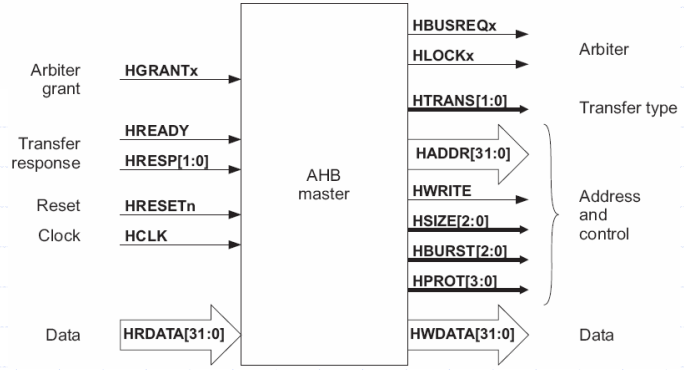 Arbiter
grant
HGRANTx
Transfer
response
HREADY
HRESP[1:0]
Reset
HRESETn
Clock
HCLK
Data
HRDATA[31:0]
AHB
master
HBUSREQx
HLOCKx
Arbiter
HTRANS[1:0]
Transfer type
HADDR[31:0]
HWRITE
HSIZE[2:0]
HBURST[2:0]
HPROT[3:0]
Address
and
control
HWDATA[31:0]
Data